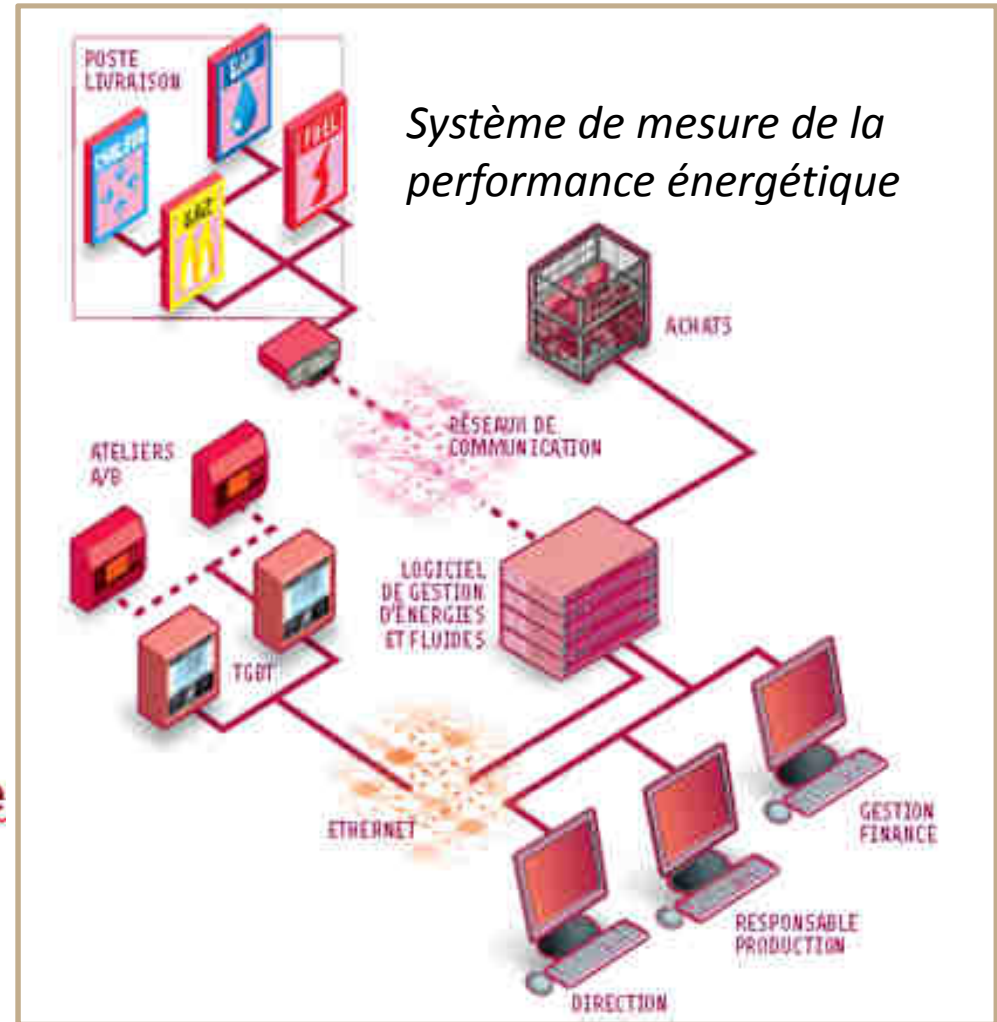 POSTE
LIVRAISON
EAU
FUEL
GAZ
Système de mesure de la
performance énergétique
ACHATS
RÉSEAUX DE
COMMUNICATION
ATELIERS
A/B
LOGICIEL
DE GESTION
D'ÉNERGIES
ET FLUIDES
TGBT
ETHERNET
GESTION
FINANCE
RESPONSABLE
PRODUCTION
DIRECTION